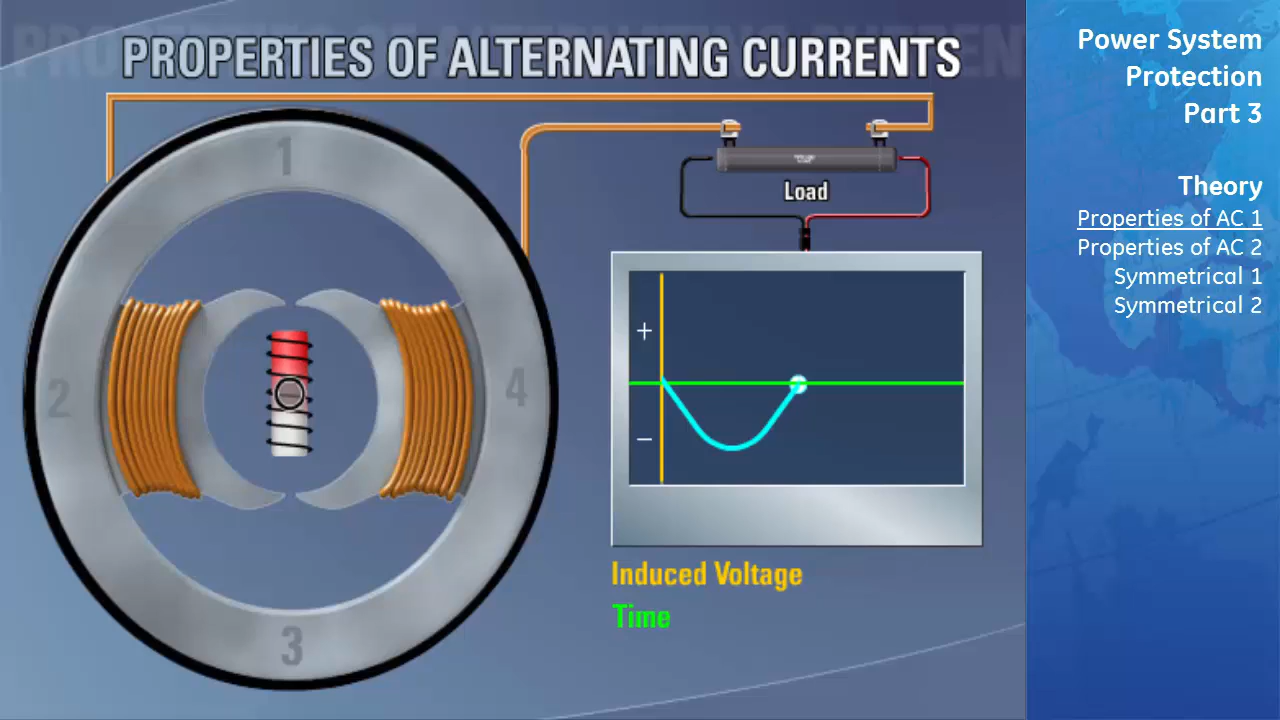 PROPERTIES OF ALTERNATING CURRENTS
1
2
3
4
Load
+
−
Induced Voltage
Time
Power System
Protection
Part 3
Theory
Properties of AC 1
Properties of AC 2
Symmetrical 1
Symmetrical 2